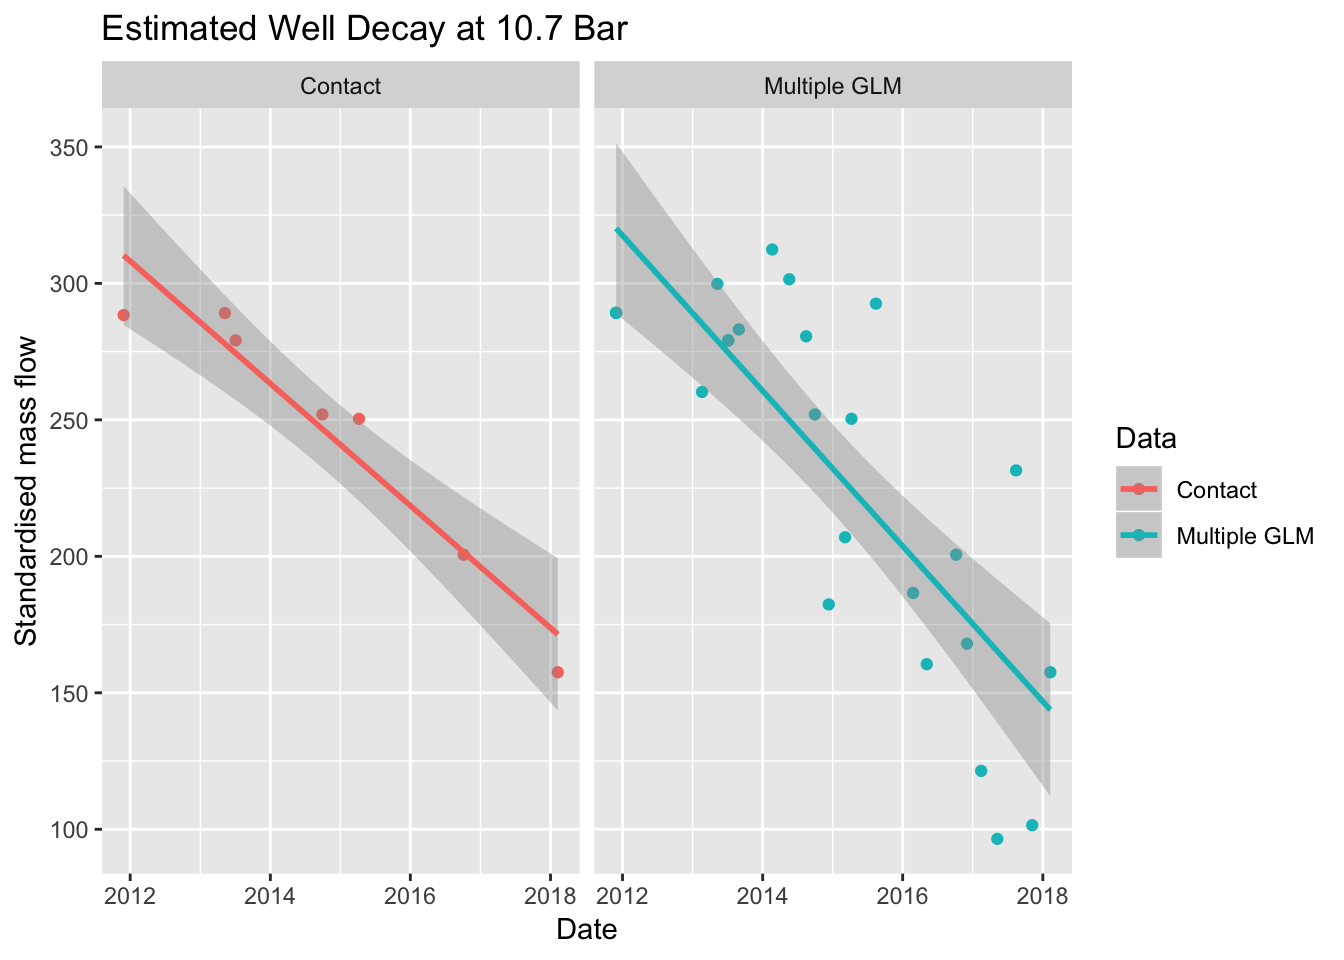 Estimated Well Decay at 10.7 Bar
Contact
Multiple GLM
350
300
250
200
150
100
Standardised mass flow
2012
2014
2016
2018
2012
2014
2016
2018
Date
Data
Contact
Multiple GLM